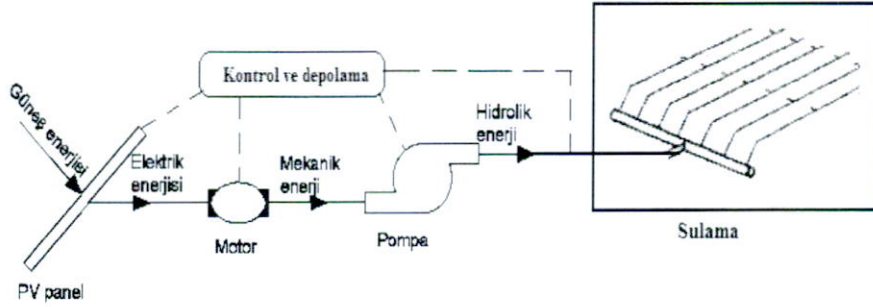 Kontrol ve depolama
Güneş enerjisi
Elektrik
enerjisi
Mekanik
enerji
Hidrolik
enerji
Motor
Pompa
PV panel
Sulama